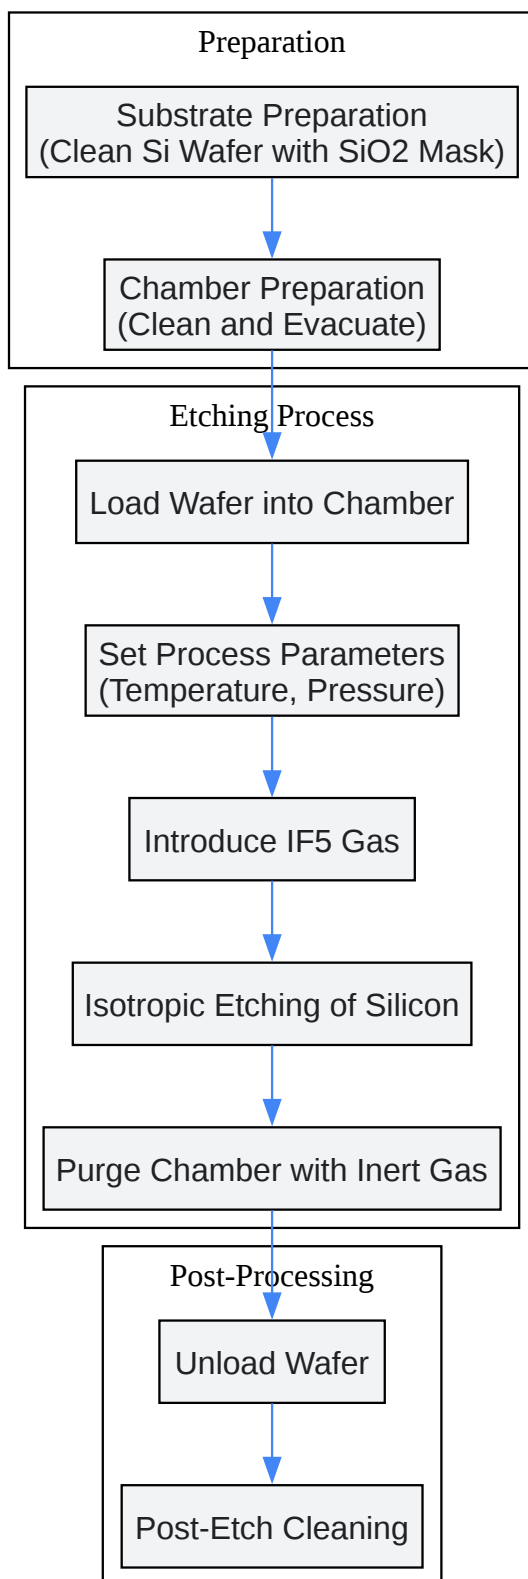 Preparation
Substrate Preparation
(Clean Si Wafer with SiO2 Mask)
Chamber Preparation
(Clean and Evacuate)
Etching Process
Load Wafer into Chamber
Set Process Parameters
(Temperature, Pressure)
Introduce IF5 Gas
Isotropic Etching of Silicon
Purge Chamber with Inert Gas
Post-Processing
Unload Wafer
Post-Etch Cleaning